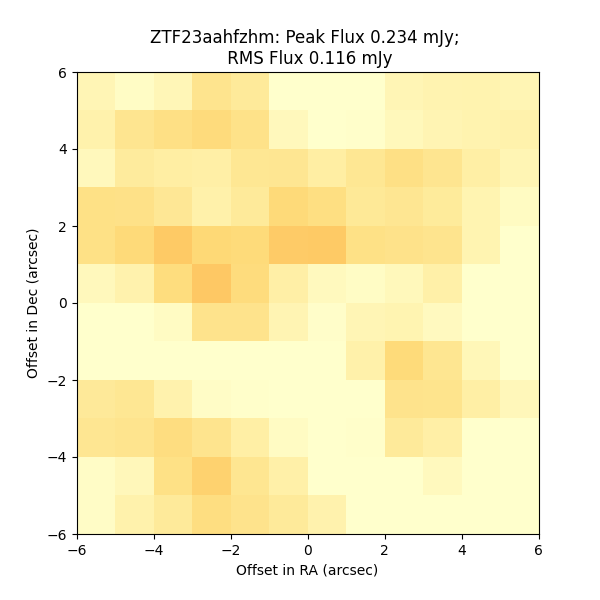 ZTF23aahfzhm: Peak Flux 0.234 mJy;
RMS Flux 0.116 mJy
6
4
2
0
−2
−4
−6
Offset in Dec (arcsec)
−6 −4 −2 0 2 4 6
Offset in RA (arcsec)